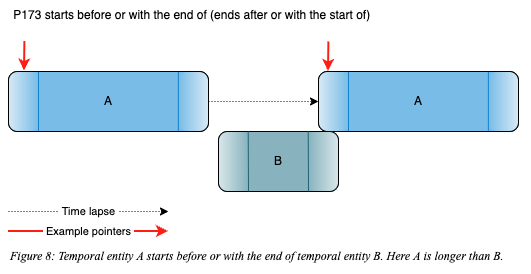 P173 starts before or with the end of (ends after or with the start of)
A
A
B
Time lapse
Example pointers
Figure 8: Temporal entity A starts before or with the end of temporal entity B. Here A is longer than B.